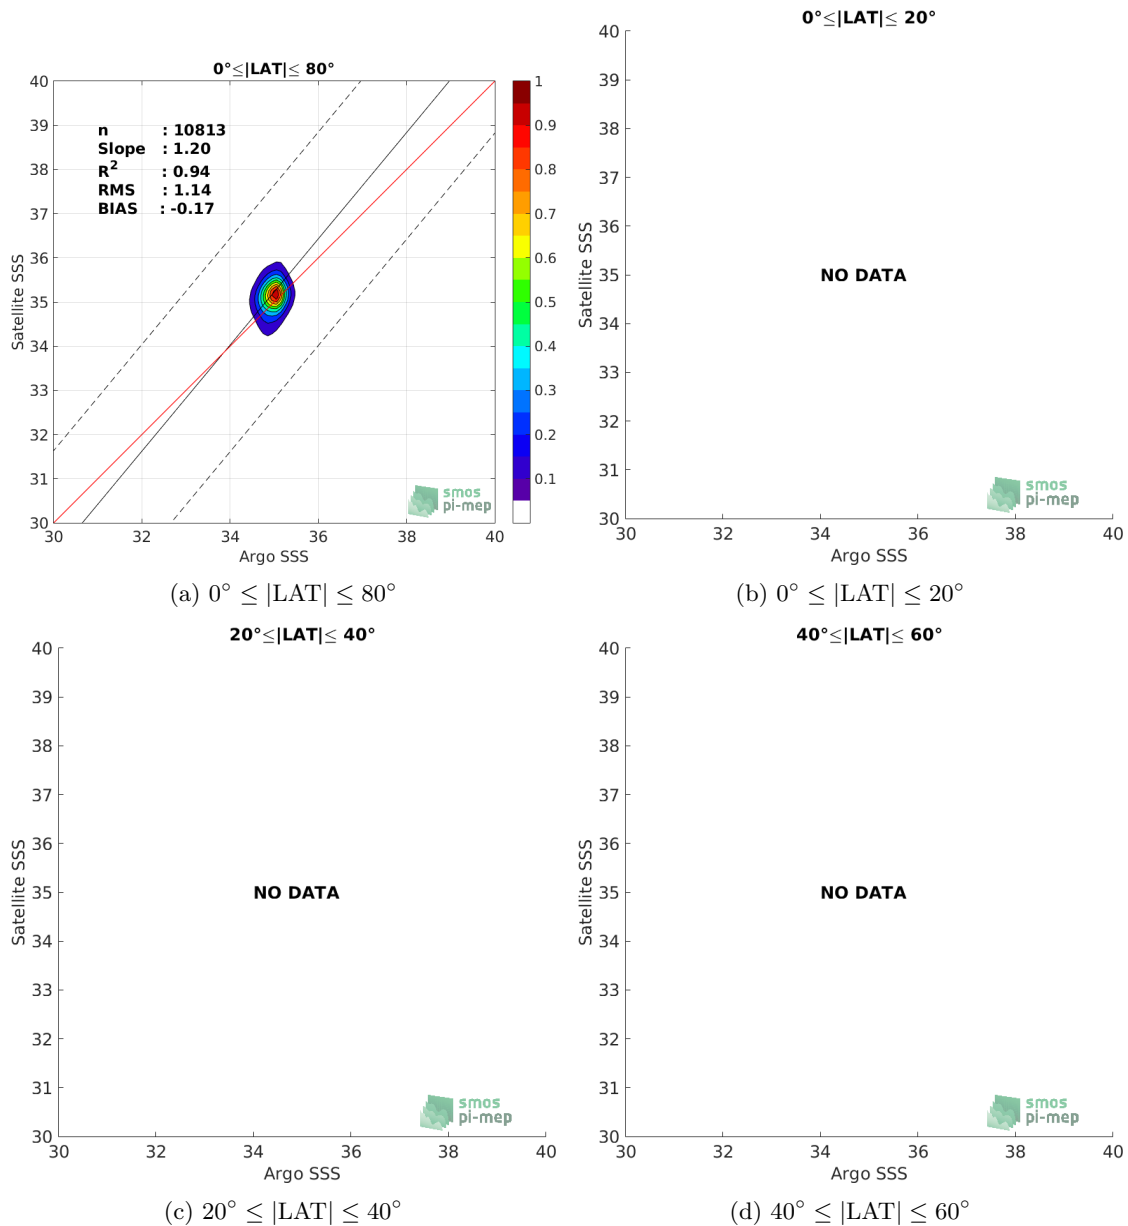 0°≤|LAT|≤ 80°
n : 10813
Slope : 1.20
R² : 0.94
RMS : 1.14
BIAS : -0.17
40
39
38
37
36
35
34
33
32
31
30
Satellite SSS
30 32 34 36 38 40
Argo SSS
1
0.9
0.8
0.7
0.6
0.5
0.4
0.3
0.2
0.1
smos
pi-mep
(a) 0° ≤ |LAT| ≤ 80°
0°≤|LAT|≤ 20°
40
39
38
37
36
35
34
33
32
31
30
Satellite SSS
NO DATA
30 32 34 36 38 40
Argo SSS
smos
pi-mep
(b) 0° ≤ |LAT| ≤ 20°
20°≤|LAT|≤ 40°
40
39
38
37
36
35
34
33
32
31
30
Satellite SSS
NO DATA
30 32 34 36 38 40
Argo SSS
smos
pi-mep
(c) 20° ≤ |LAT| ≤ 40°
40°≤|LAT|≤ 60°
40
39
38
37
36
35
34
33
32
31
30
Satellite SSS
NO DATA
30 32 34 36 38 40
Argo SSS
smos
pi-mep
(d) 40° ≤ |LAT| ≤ 60°